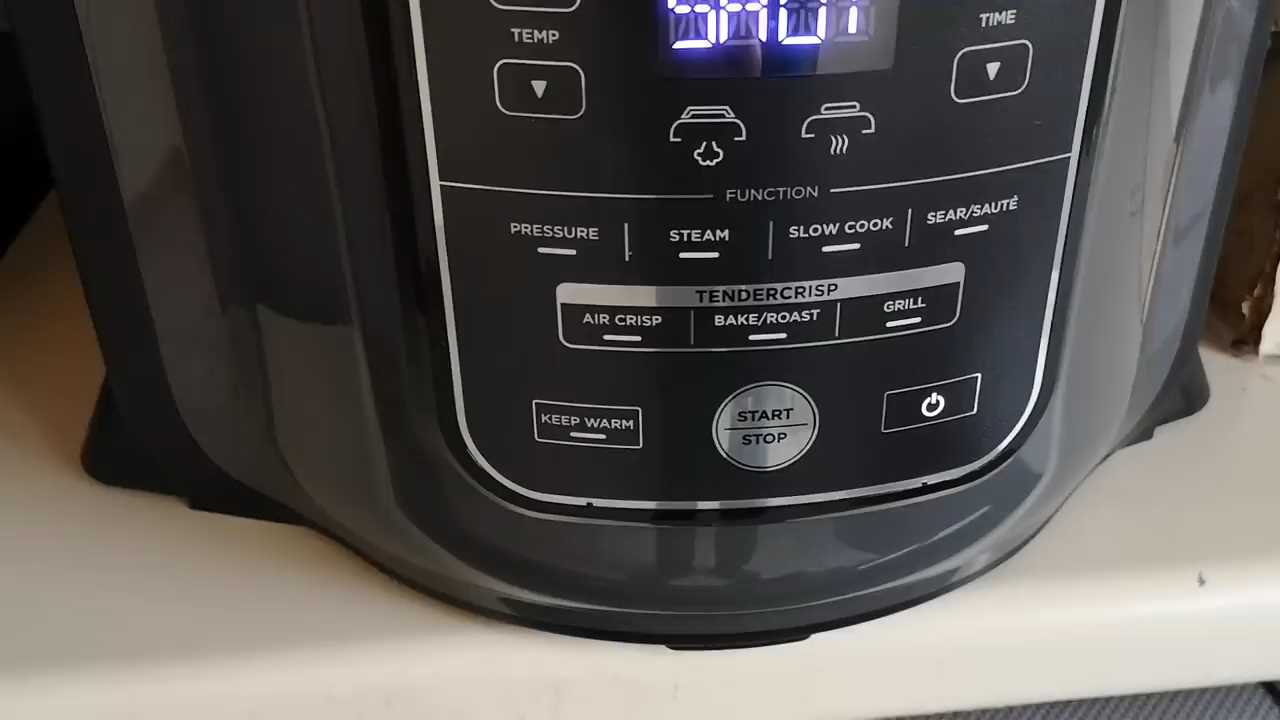 TEMP
TIME
FUNCTION
PRESSURE
STEAM
SLOW COOK
SEAR/SAUTÉ
TENDERCRISP
AIR CRISP
BAKE/ROAST
GRILL
KEEP WARM
START
STOP